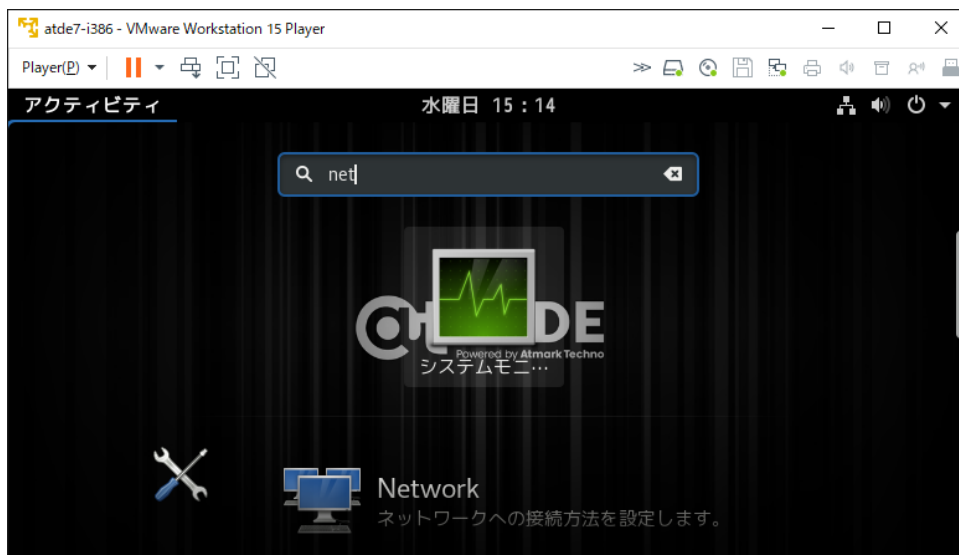 atde7-i386 - VMware Workstation 15 Player
Player(P)
アクティビティ
水曜日 15：14
net
DE
Powered by Atmark Techno
システムモニ…
Network
ネットワークへの接続方法を設定します。